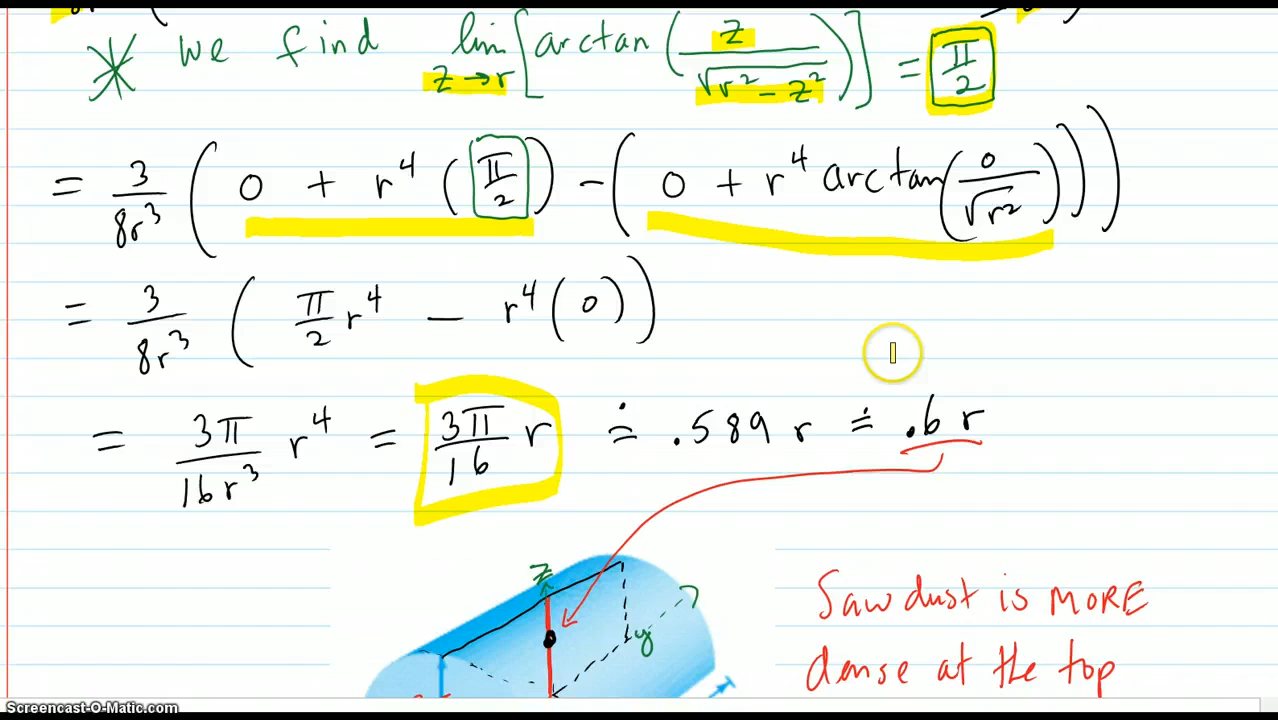 * We find lim z→r [arctan (z / √r² − z²)] = π/2
= 3/8r³ (0 + r⁴ (π/2) − (0 + r⁴ arctan(0/√r²)))
= 3/8r³ (π/2 r⁴ − r⁴(0))
= 3π/16r³ r⁴ = 3π/16 r ≐ .589 r ≐ .6 r
z
y
Sawdust is MORE
dense at the top
Screencast-O-Matic.com